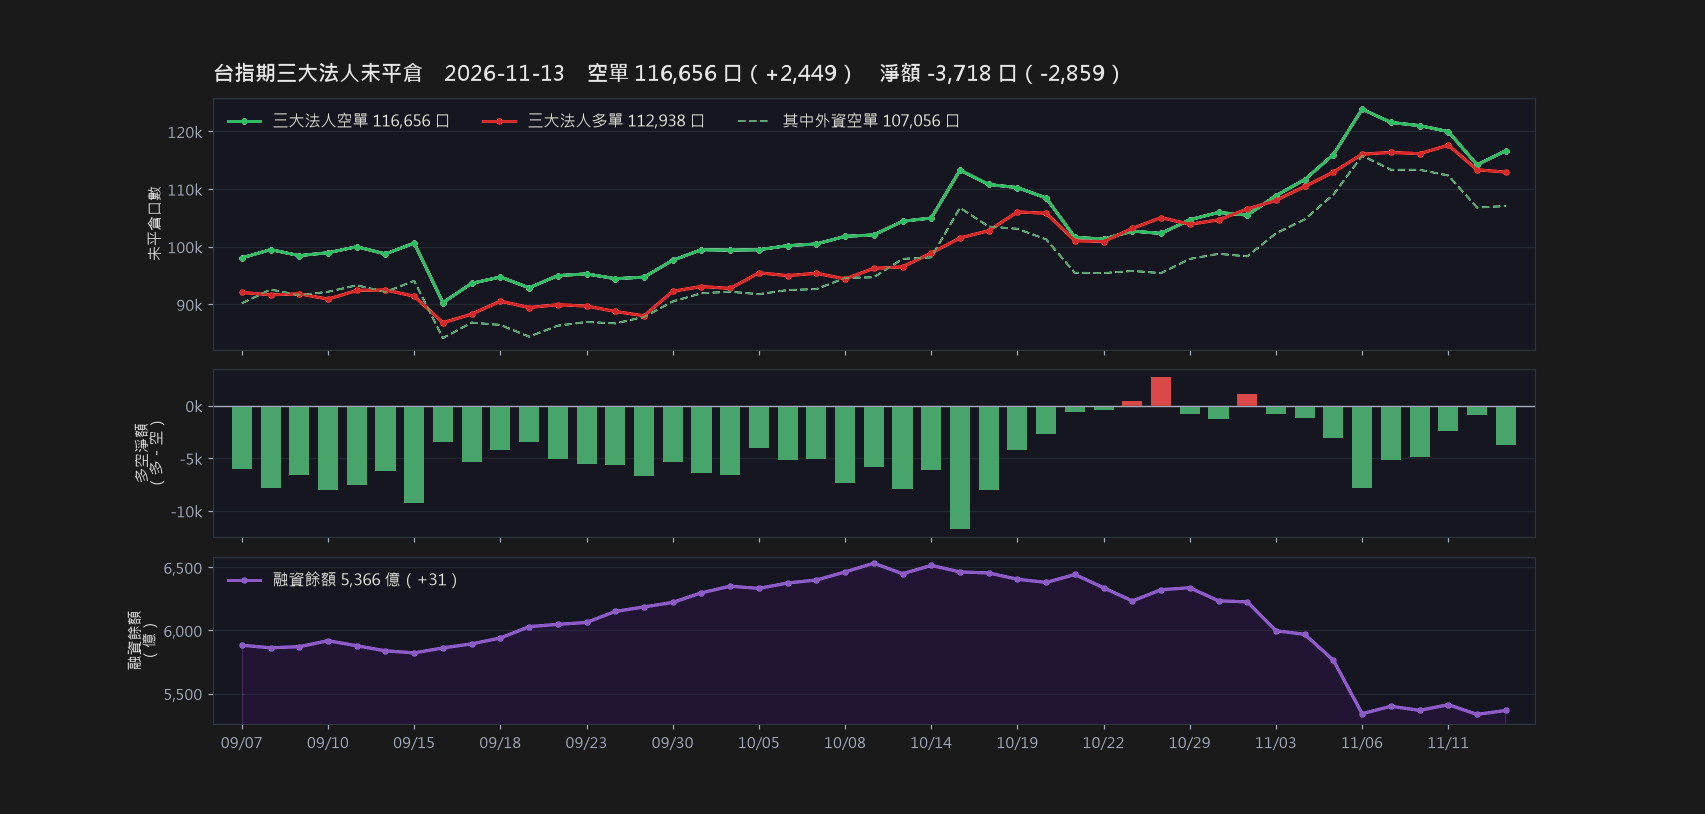 台指期三大法人未平倉　2026-11-13　空單 116,656 口（+2,449）　淨額 -3,718 口（-2,859）
三大法人空單 116,656 口
三大法人多單 112,938 口
其中外資空單 107,056 口
未平倉口數
120k
110k
100k
90k
多空淨額
（多 - 空）
0k
-5k
-10k
融資餘額 5,366 億（+31）
融資餘額
（億）
6,500
6,000
5,500
09/07 09/10 09/15 09/18 09/23 09/30 10/05 10/08 10/14 10/19 10/22 10/29 11/03 11/06 11/11